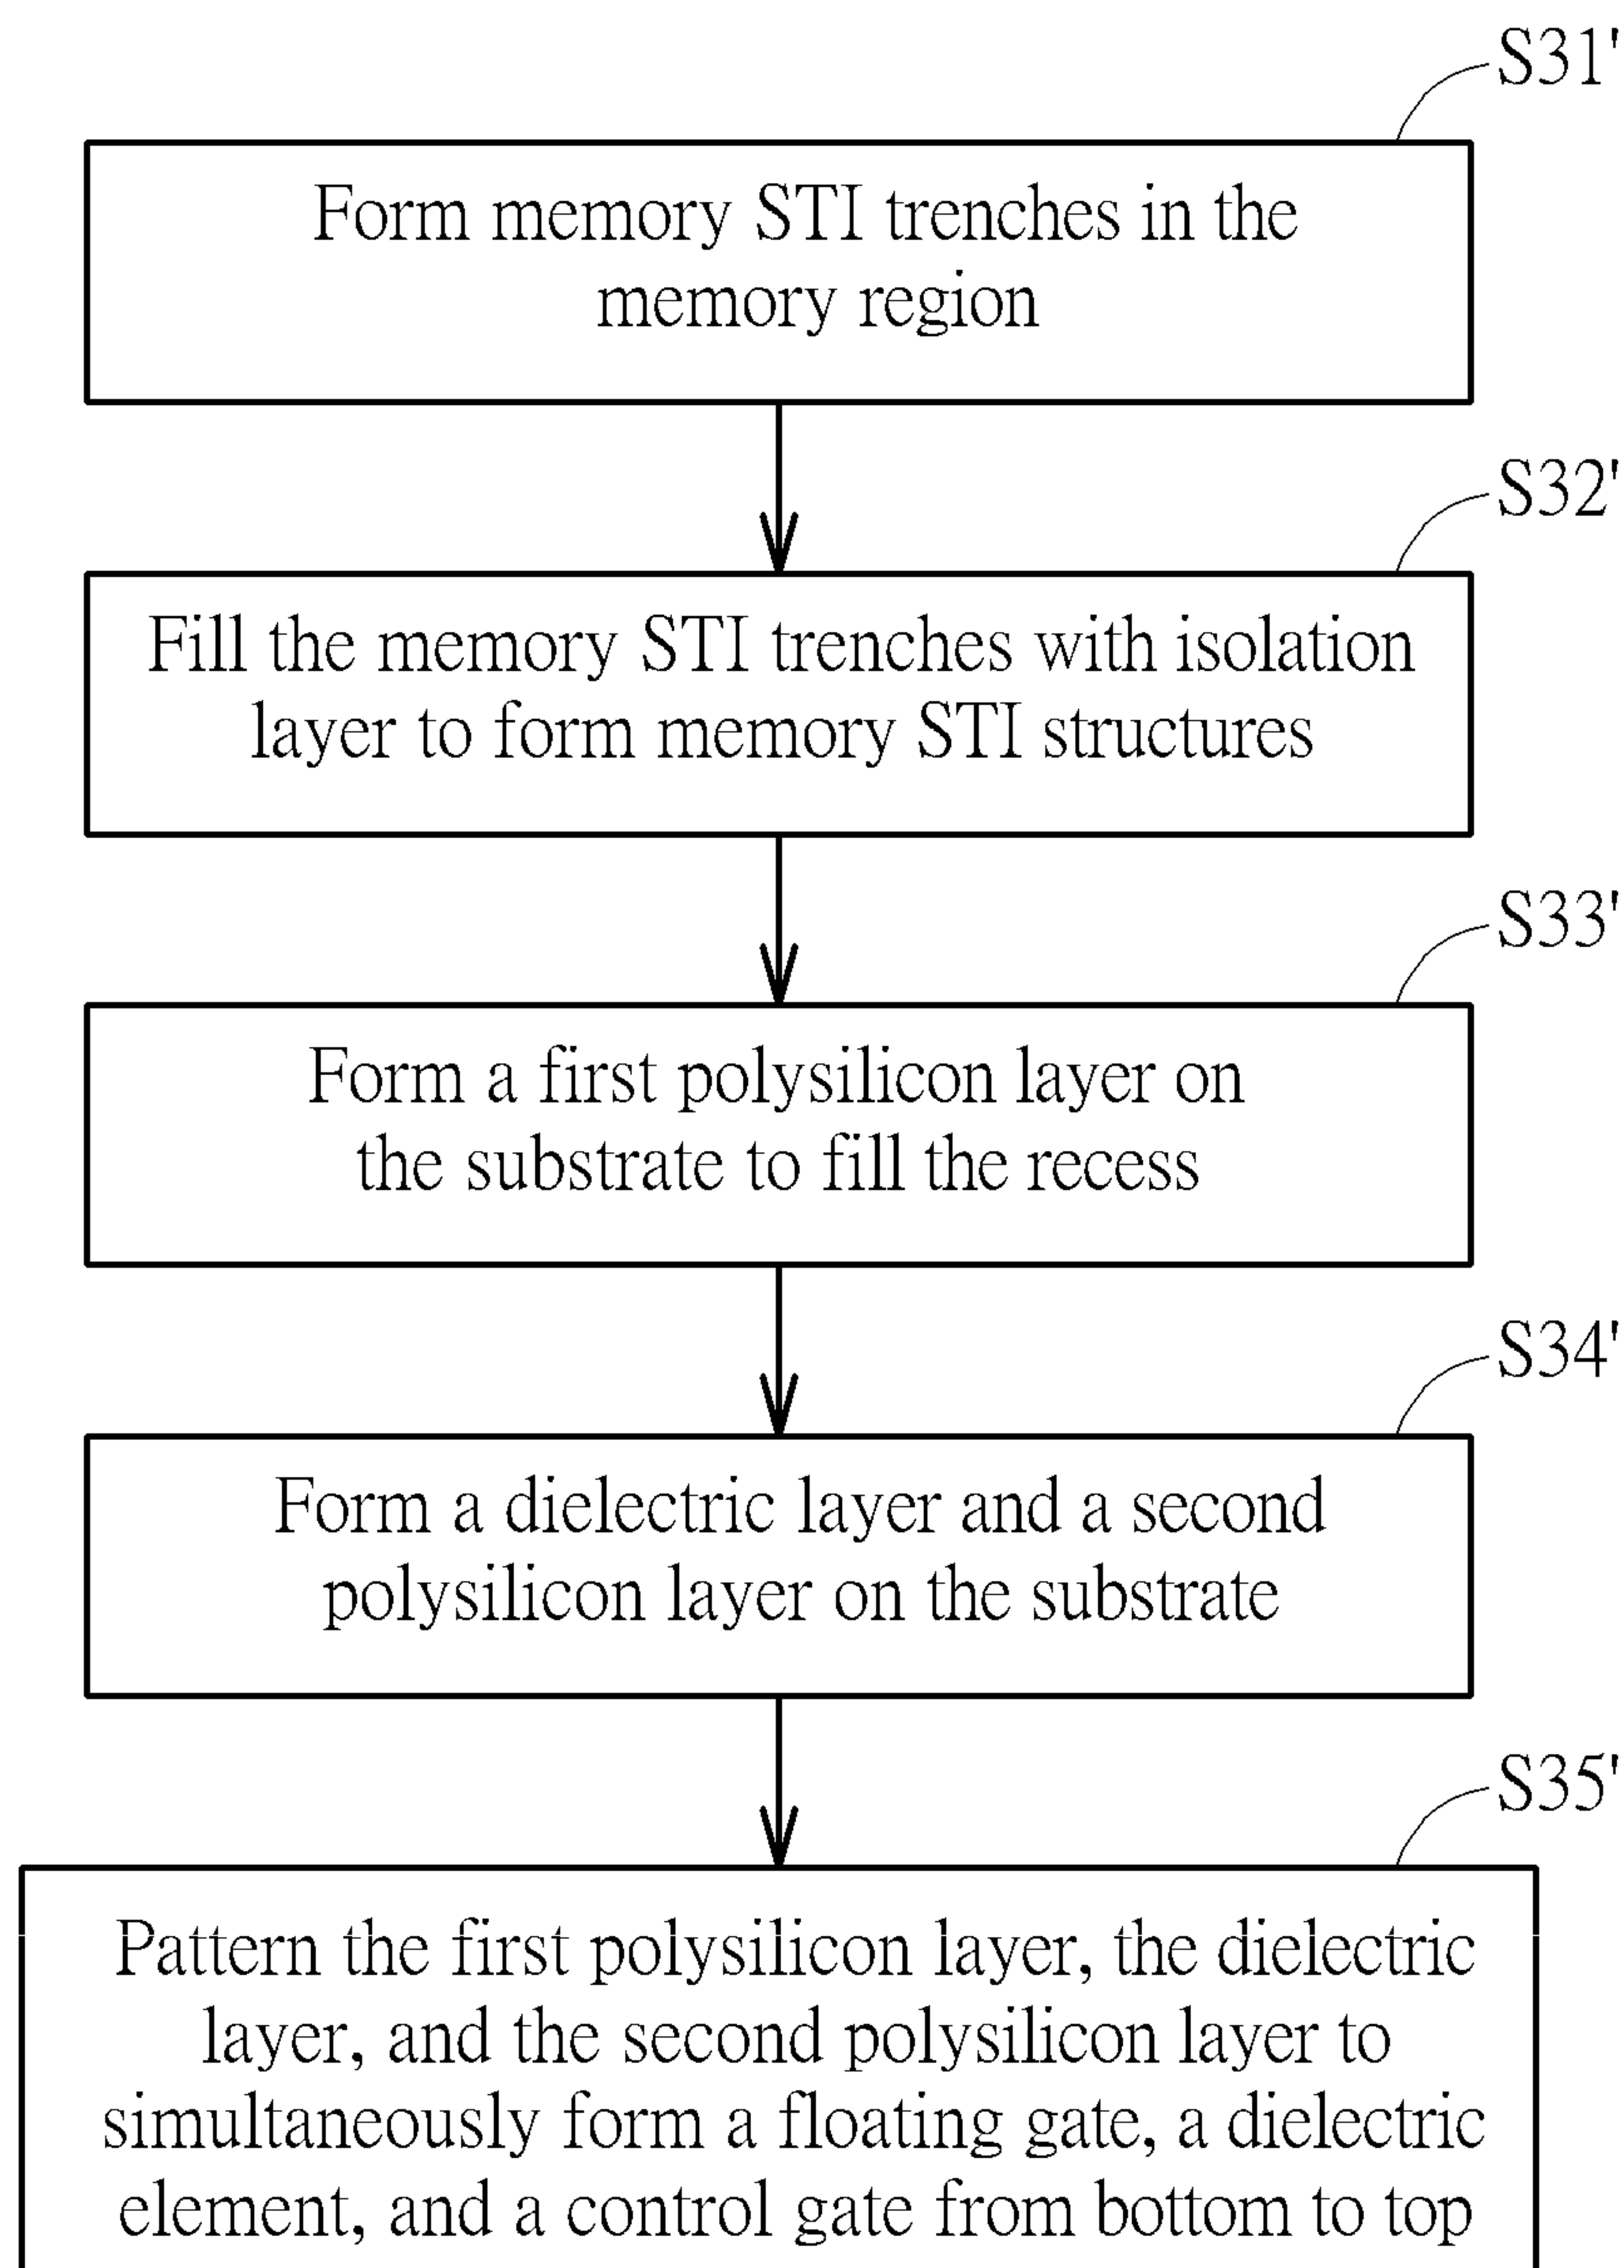 S31'
Form memory STI trenches in the
memory region
S32'
Fill the memory STI trenches with isolation
layer to form memory STI structures
S33'
Form a first polysilicon layer on
the substrate to fill the recess
S34'
Form a dielectric layer and a second
polysilicon layer on the substrate
S35'
Pattern the first polysilicon layer, the dielectric
layer, and the second polysilicon layer to
simultaneously form a floating gate, a dielectric
element, and a control gate from bottom to top